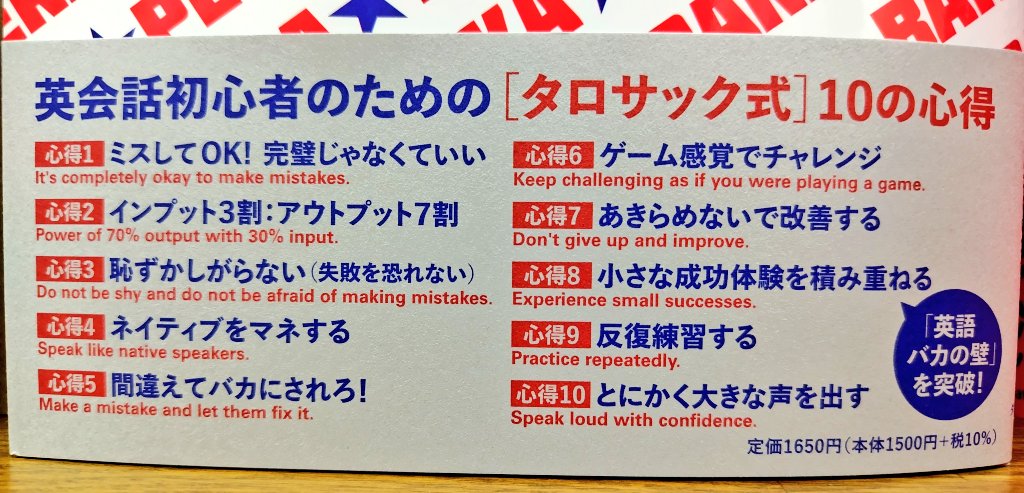 英会話初心者のための[タロサック式]10の心得
心得1 ミスしてOK! 完璧じゃなくていい
It's completely okay to make mistakes.
心得2 インプット3割:アウトプット7割
Power of 70% output with 30% input.
心得3 恥ずかしがらない(失敗を恐れない)
Do not be shy and do not be afraid of making mistakes.
心得4 ネイティブをマネする
Speak like native speakers.
心得5 間違えてバカにされろ!
Make a mistake and let them fix it.
心得6 ゲーム感覚でチャレンジ
Keep challenging as if you were playing a game.
心得7 あきらめないで改善する
Don't give up and improve.
心得8 小さな成功体験を積み重ねる
Experience small successes.
心得9 反復練習する
Practice repeatedly.
心得10 とにかく大きな声を出す
Speak loud with confidence.
「英語
バカの壁」
を突破!
定価1650円(本体1500円+税10%)